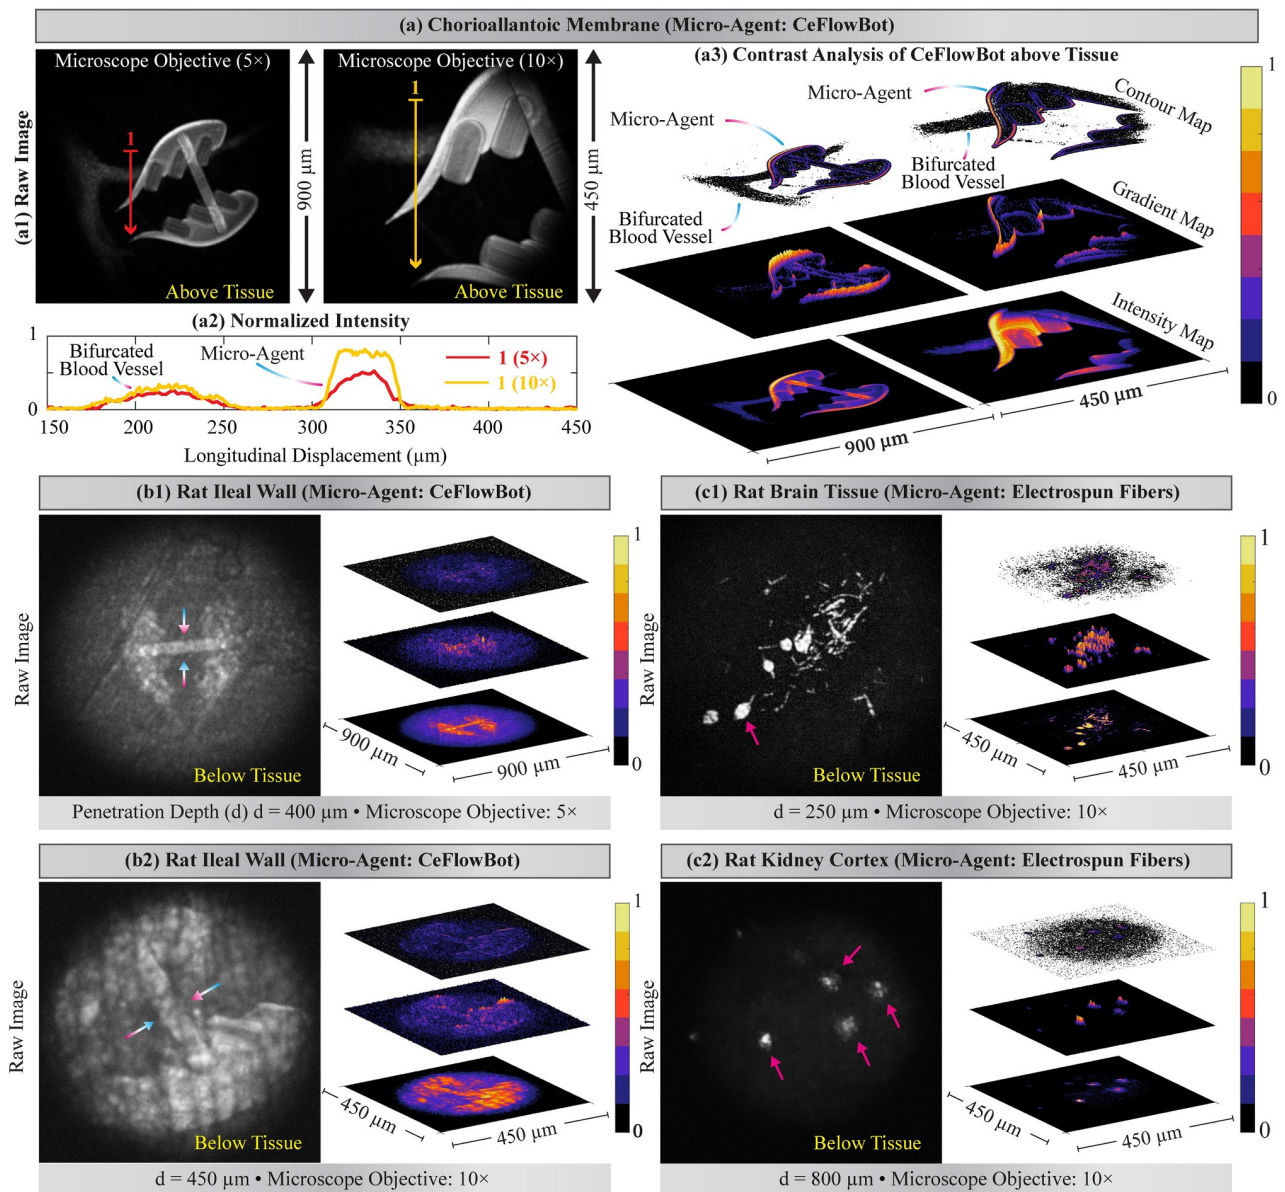 (a) Chorioallantoic Membrane (Micro-Agent: CeFlowBot)
(a1) Raw Image
Microscope Objective (5×)
1
Above Tissue
900 µm
Microscope Objective (10×)
1
Above Tissue
450 µm
(a2) Normalized Intensity
1
0
Bifurcated
Blood Vessel
Micro-Agent
1 (5×)
1 (10×)
150 200 250 300 350 400 450
Longitudinal Displacement (µm)
(a3) Contrast Analysis of CeFlowBot above Tissue
Micro-Agent
Micro-Agent
Bifurcated
Blood Vessel
Bifurcated
Blood Vessel
Contour Map
Gradient Map
Intensity Map
900 µm
450 µm
1
0
(b1) Rat Ileal Wall (Micro-Agent: CeFlowBot)
Raw Image
Below Tissue
900 µm
900 µm
1
0
Penetration Depth (d) d = 400 µm • Microscope Objective: 5×
(c1) Rat Brain Tissue (Micro-Agent: Electrospun Fibers)
Raw Image
Below Tissue
450 µm
450 µm
1
0
d = 250 µm • Microscope Objective: 10×
(b2) Rat Ileal Wall (Micro-Agent: CeFlowBot)
Raw Image
Below Tissue
450 µm
450 µm
1
0
d = 450 µm • Microscope Objective: 10×
(c2) Rat Kidney Cortex (Micro-Agent: Electrospun Fibers)
Raw Image
Below Tissue
450 µm
450 µm
1
0
d = 800 µm • Microscope Objective: 10×